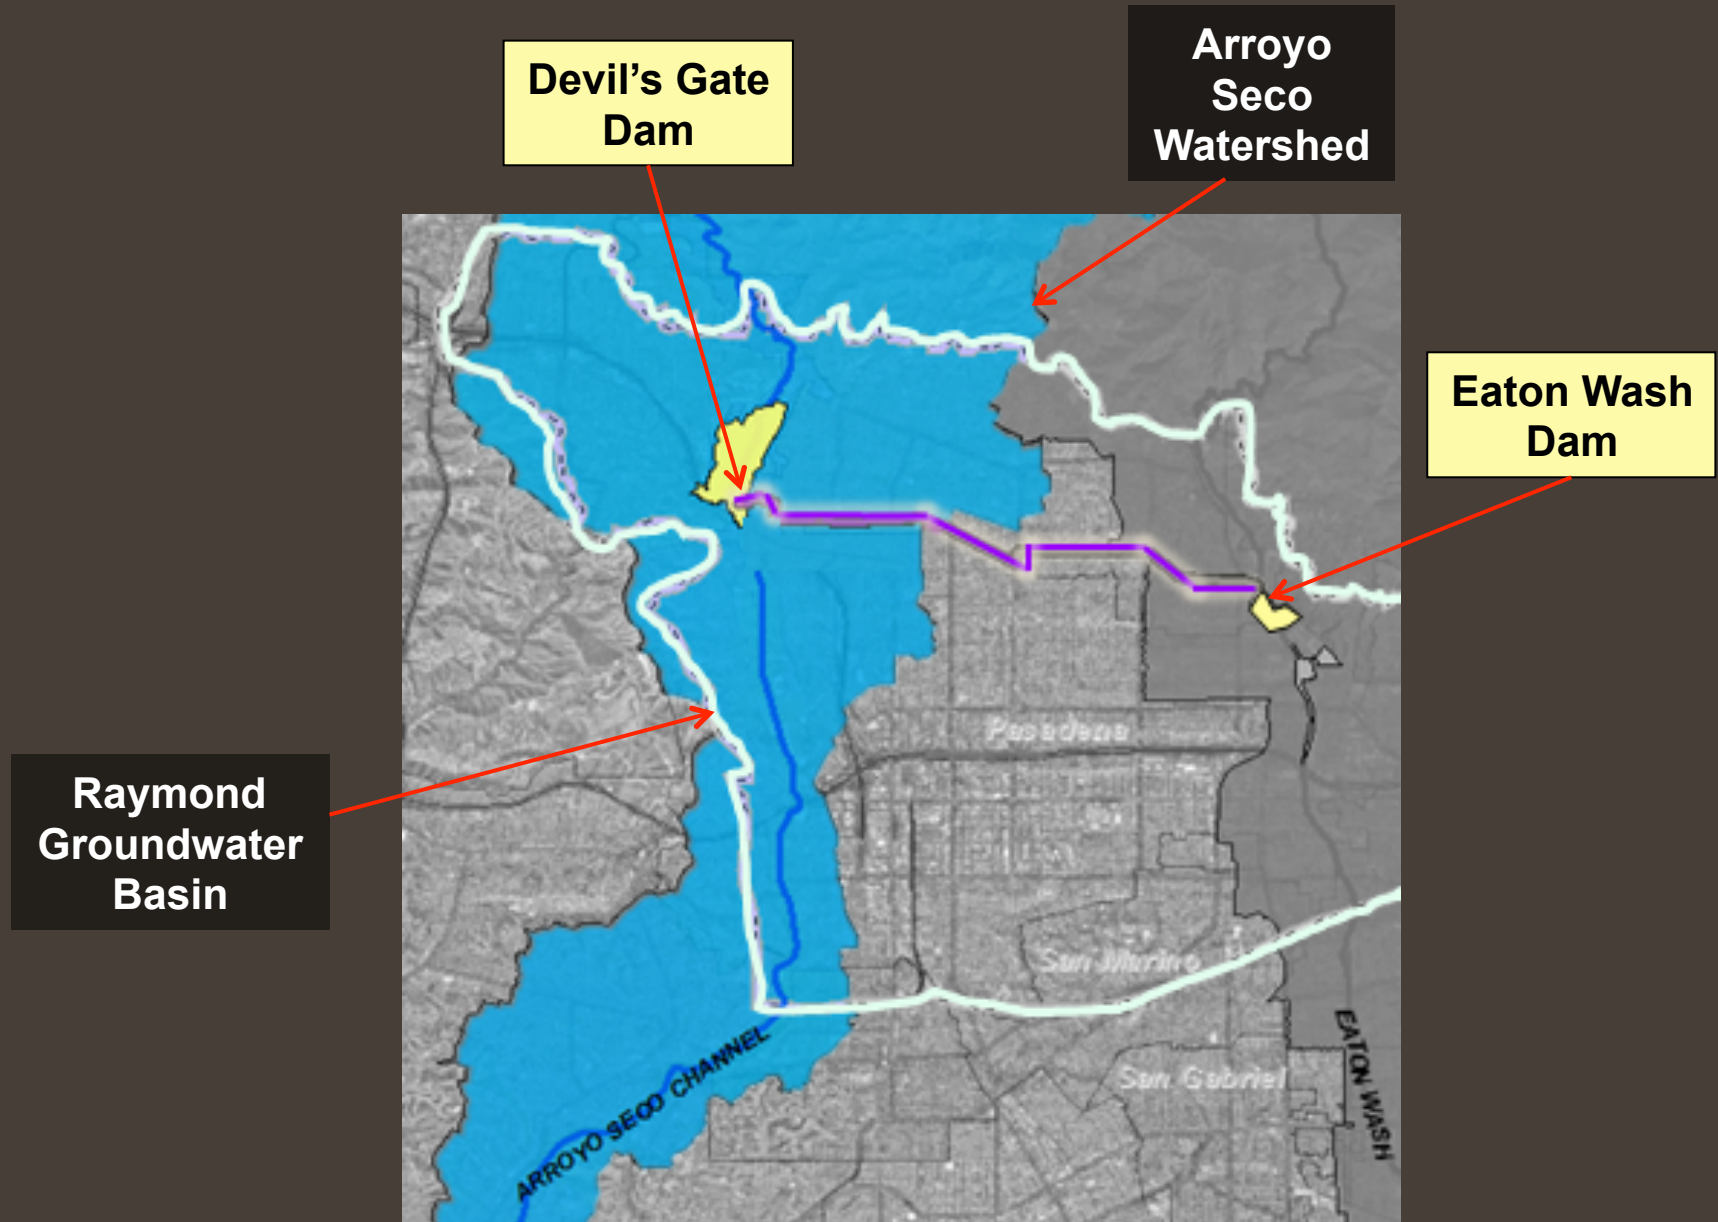 Devil’s Gate
Dam
Arroyo
Seco
Watershed
Eaton Wash
Dam
Raymond
Groundwater
Basin
Pasadena
San Marino
San Gabriel
ARROYO SECO CHANNEL
EATON WASH